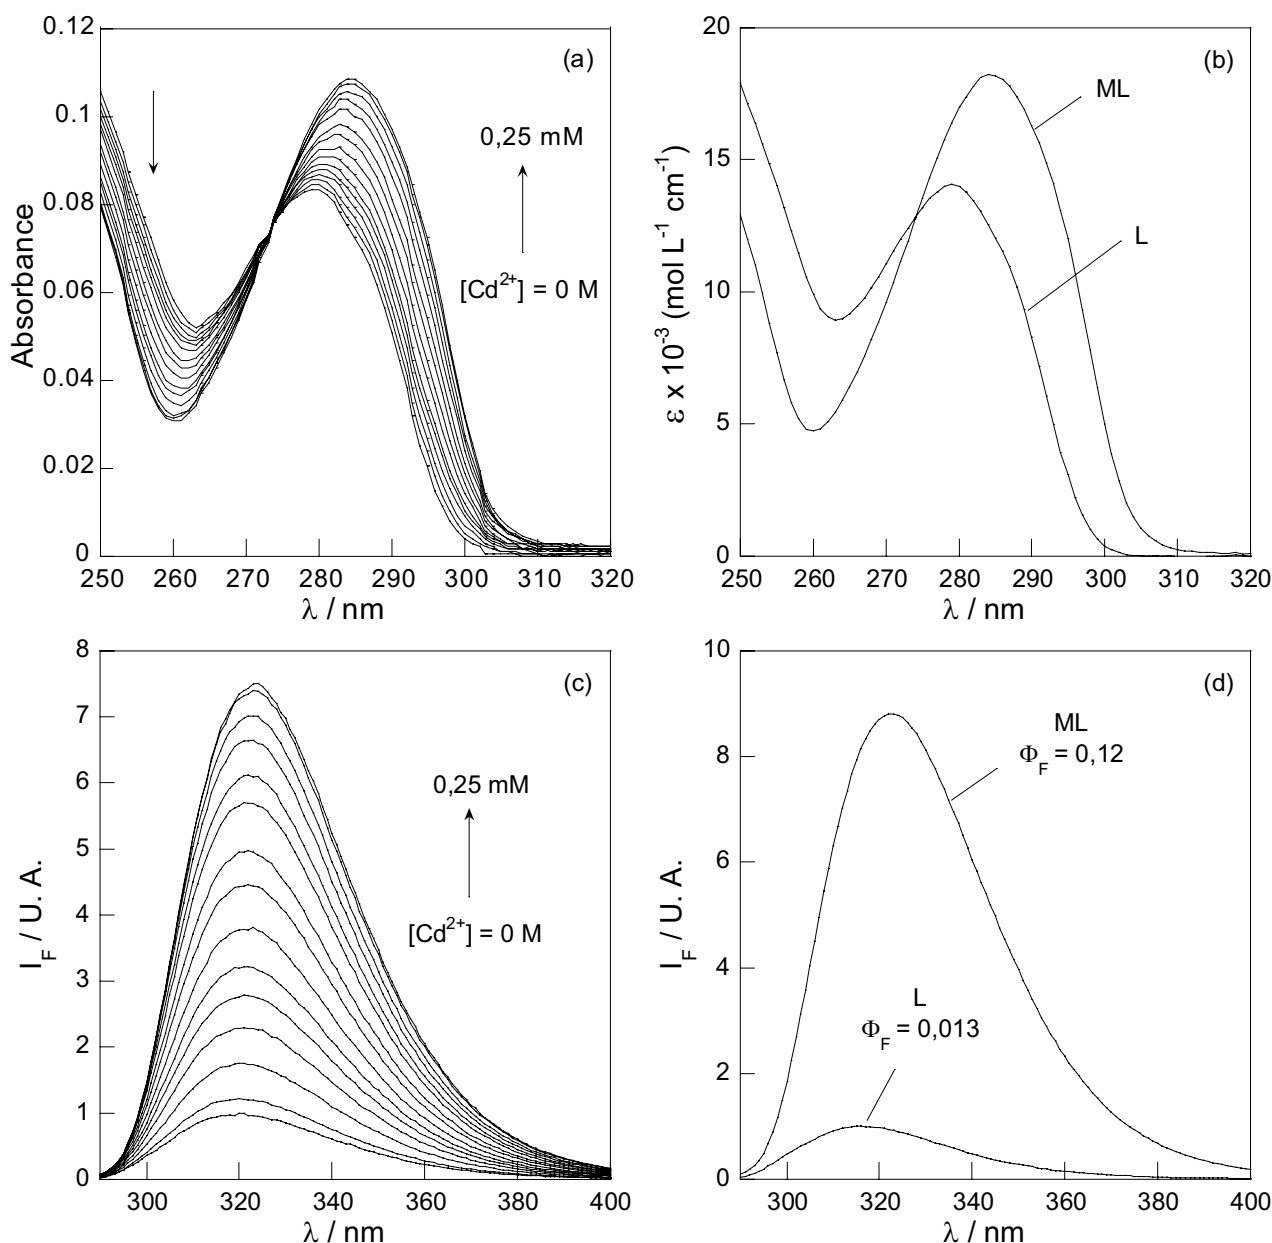 (a)
0.12
0.1
0.08
0.06
0.04
0.02
0
Absorbance
0,25 mM
[Cd²⁺] = 0 M
250 260 270 280 290 300 310 320
λ / nm
(b)
20
15
10
5
0
ε x 10⁻³ (mol L⁻¹ cm⁻¹)
ML
L
250 260 270 280 290 300 310 320
λ / nm
(c)
8
7
6
5
4
3
2
1
0
I_F / U. A.
0,25 mM
[Cd²⁺] = 0 M
300 320 340 360 380 400
λ / nm
(d)
10
8
6
4
2
0
I_F / U. A.
ML
Φ_F = 0,12
L
Φ_F = 0,013
300 320 340 360 380 400
λ / nm